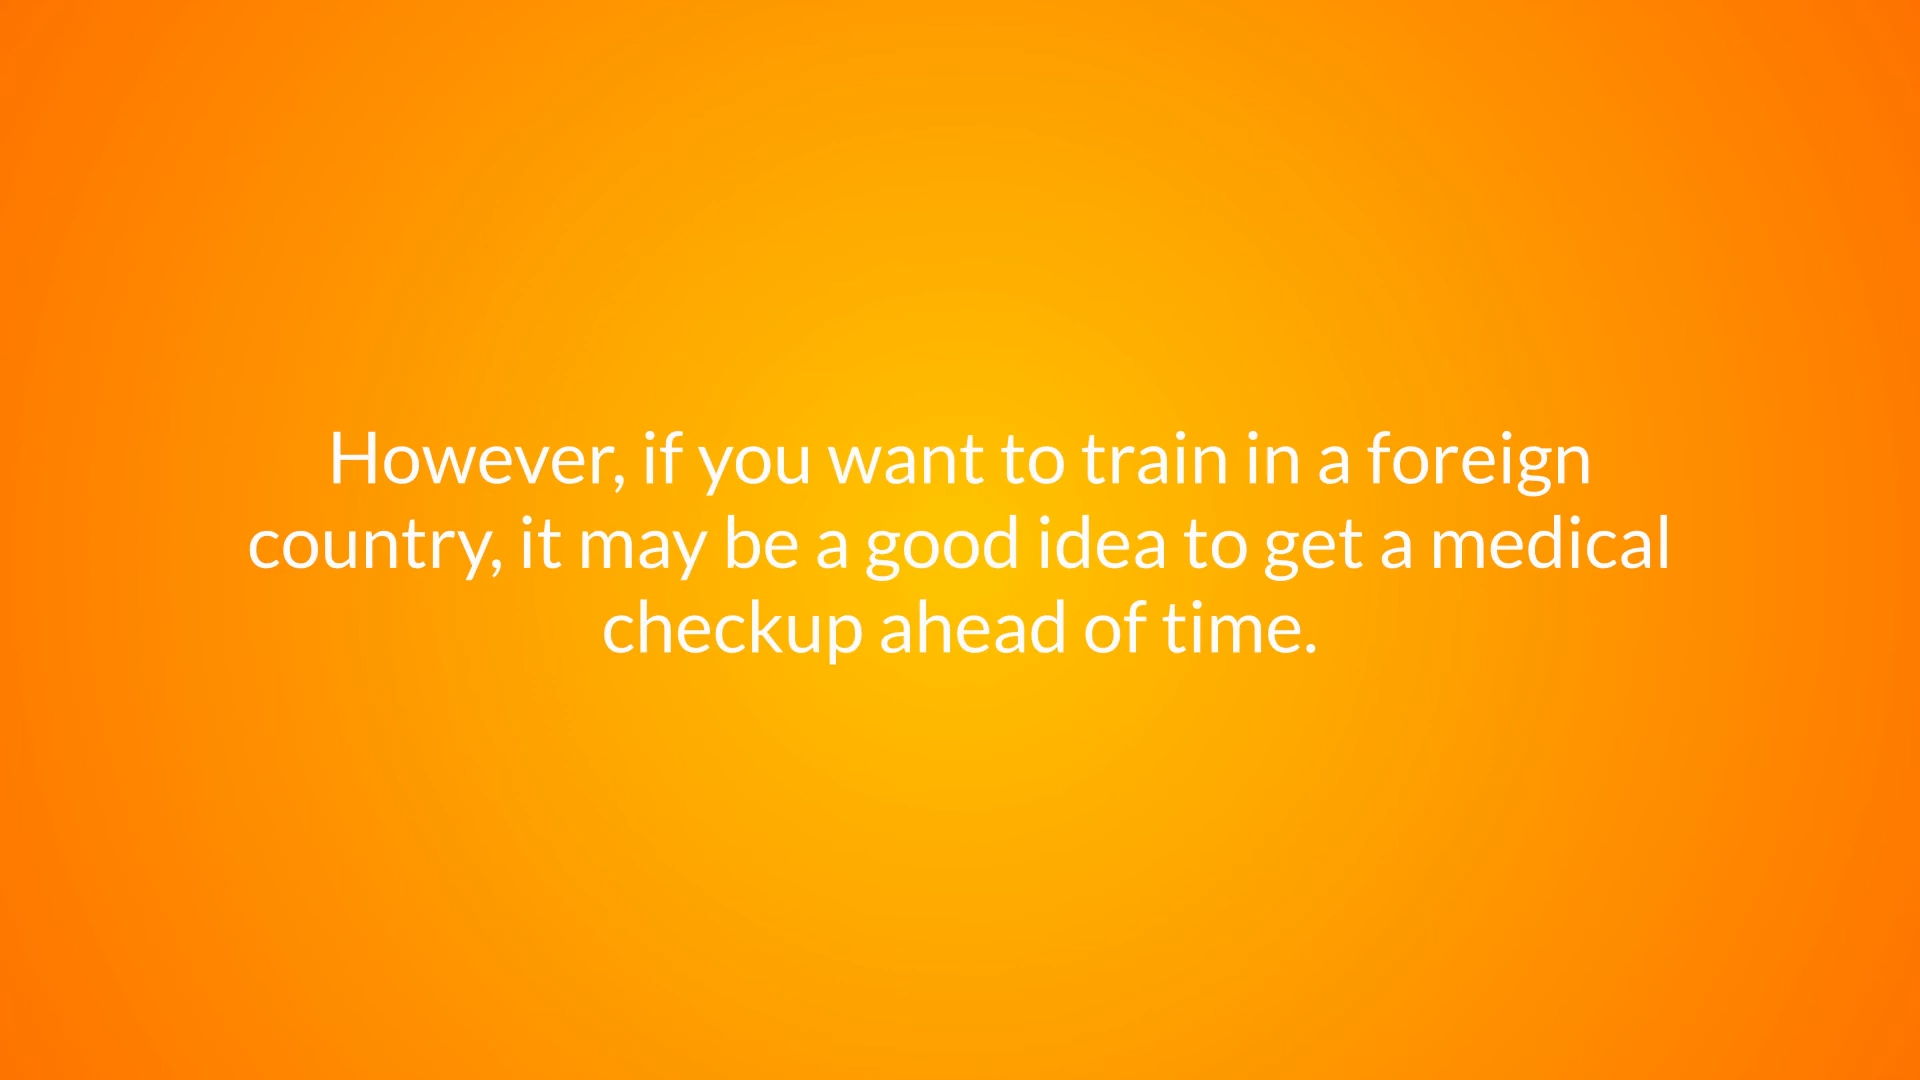 However, if you want to train in a foreign
country, it may be a good idea to get a medical
checkup ahead of time.